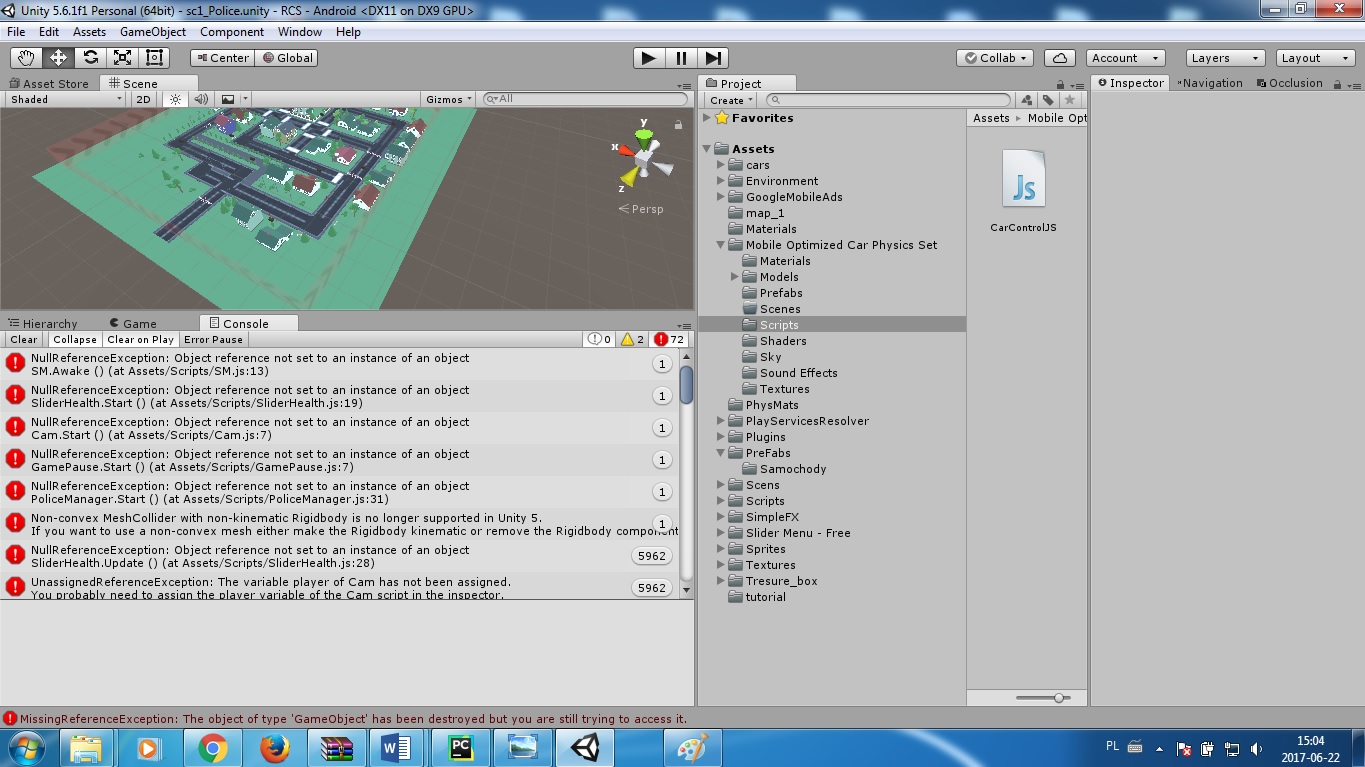 Unity 5.6.1f1 Personal (64bit) - sc1_Police.unity - RCS - Android <DX11 on DX9 GPU>
File Edit Assets GameObject Component Window Help
Center Global Collab Account Layers Layout
Asset Store Scene
Shaded 2D Gizmos All
y
x
z
Persp
Hierarchy Game Console
Clear Collapse Clear on Play Error Pause 0 2 72
NullReferenceException: Object reference not set to an instance of an object
SM.Awake () (at Assets/Scripts/SM.js:13) 1
NullReferenceException: Object reference not set to an instance of an object
SliderHealth.Start () (at Assets/Scripts/SliderHealth.js:19) 1
NullReferenceException: Object reference not set to an instance of an object
Cam.Start () (at Assets/Scripts/Cam.js:7) 1
NullReferenceException: Object reference not set to an instance of an object
GamePause.Start () (at Assets/Scripts/GamePause.js:7) 1
NullReferenceException: Object reference not set to an instance of an object
PoliceManager.Start () (at Assets/Scripts/PoliceManager.js:31) 1
Non-convex MeshCollider with non-kinematic Rigidbody is no longer supported in Unity 5.
If you want to use a non-convex mesh either make the Rigidbody kinematic or remove the Rigidbody component 1
NullReferenceException: Object reference not set to an instance of an object
SliderHealth.Update () (at Assets/Scripts/SliderHealth.js:28) 5962
UnassignedReferenceException: The variable player of Cam has not been assigned.
You probably need to assign the player variable of the Cam script in the inspector. 5962
Project
Create
Favorites
Assets
cars
Environment
GoogleMobileAds
map_1
Materials
Mobile Optimized Car Physics Set
Materials
Models
Prefabs
Scenes
Scripts
Shaders
Sky
Sound Effects
Textures
PhysMats
PlayServicesResolver
Plugins
PreFabs
Samochody
Scens
Scripts
SimpleFX
Slider Menu - Free
Sprites
Textures
Tresure_box
tutorial
Assets Mobile Opt
Js
CarControlJS
Inspector Navigation Occlusion
MissingReferenceException: The object of type 'GameObject' has been destroyed but you are still trying to access it.
W PC PL
15:04
2017-06-22